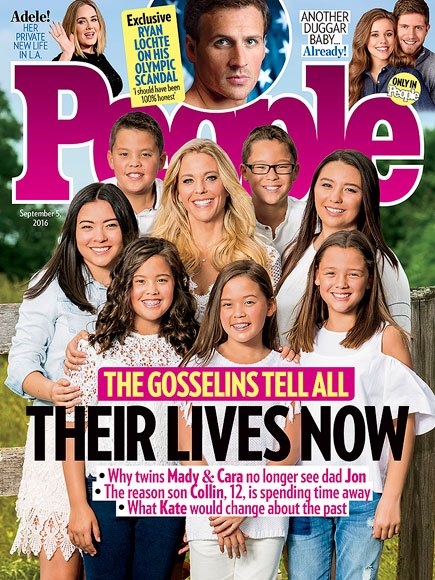 Adele!
HER
PRIVATE
NEW LIFE
IN L.A.
Exclusive
RYAN
LOCHTE
ON HIS
OLYMPIC
SCANDAL
'I should have been
100% honest'
ANOTHER
DUGGAR
BABY...
Already!
ONLY IN
People
People
September 5,
2016
THE GOSSELINS TELL ALL
THEIR LIVES NOW
• Why twins Mady & Cara no longer see dad Jon
• The reason son Collin, 12, is spending time away
• What Kate would change about the past